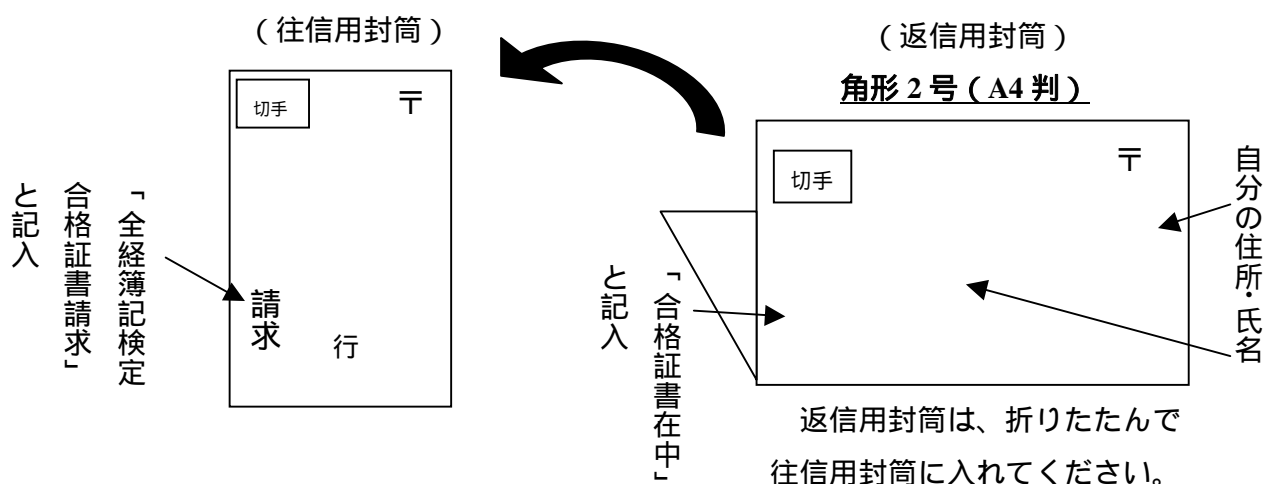 （往信用封筒）
切手
〒
「全経簿記検定
合格証書請求」
と記入
請求
行
（返信用封筒）
角形 2 号（A4 判）
切手
〒
自分の住所・氏名
「合格証書在中」
と記入
返信用封筒は、折りたたんで
往信用封筒に入れてください。